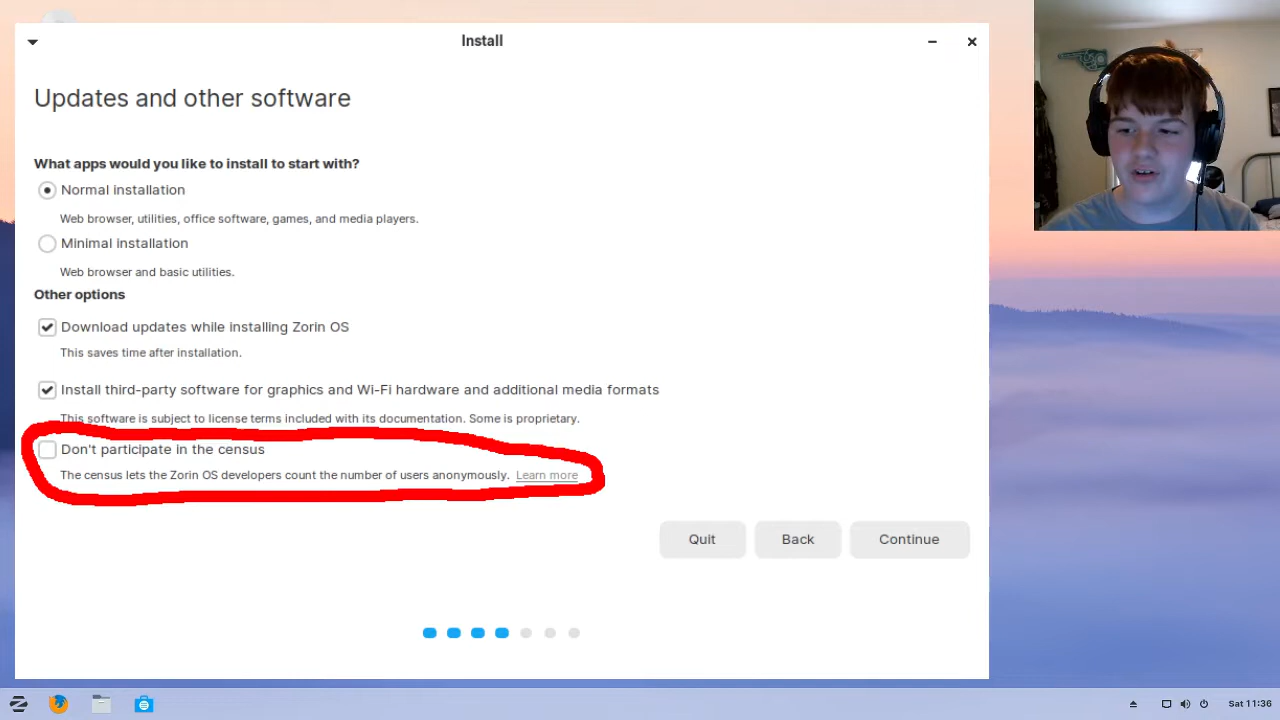 Install
Updates and other software
What apps would you like to install to start with?
Normal installation
Web browser, utilities, office software, games, and media players.
Minimal installation
Web browser and basic utilities.
Other options
Download updates while installing Zorin OS
This saves time after installation.
Install third-party software for graphics and Wi-Fi hardware and additional media formats
This software is subject to license terms included with its documentation. Some is proprietary.
Don't participate in the census
The census lets the Zorin OS developers count the number of users anonymously. Learn more
Quit Back Continue
Sat 11:36